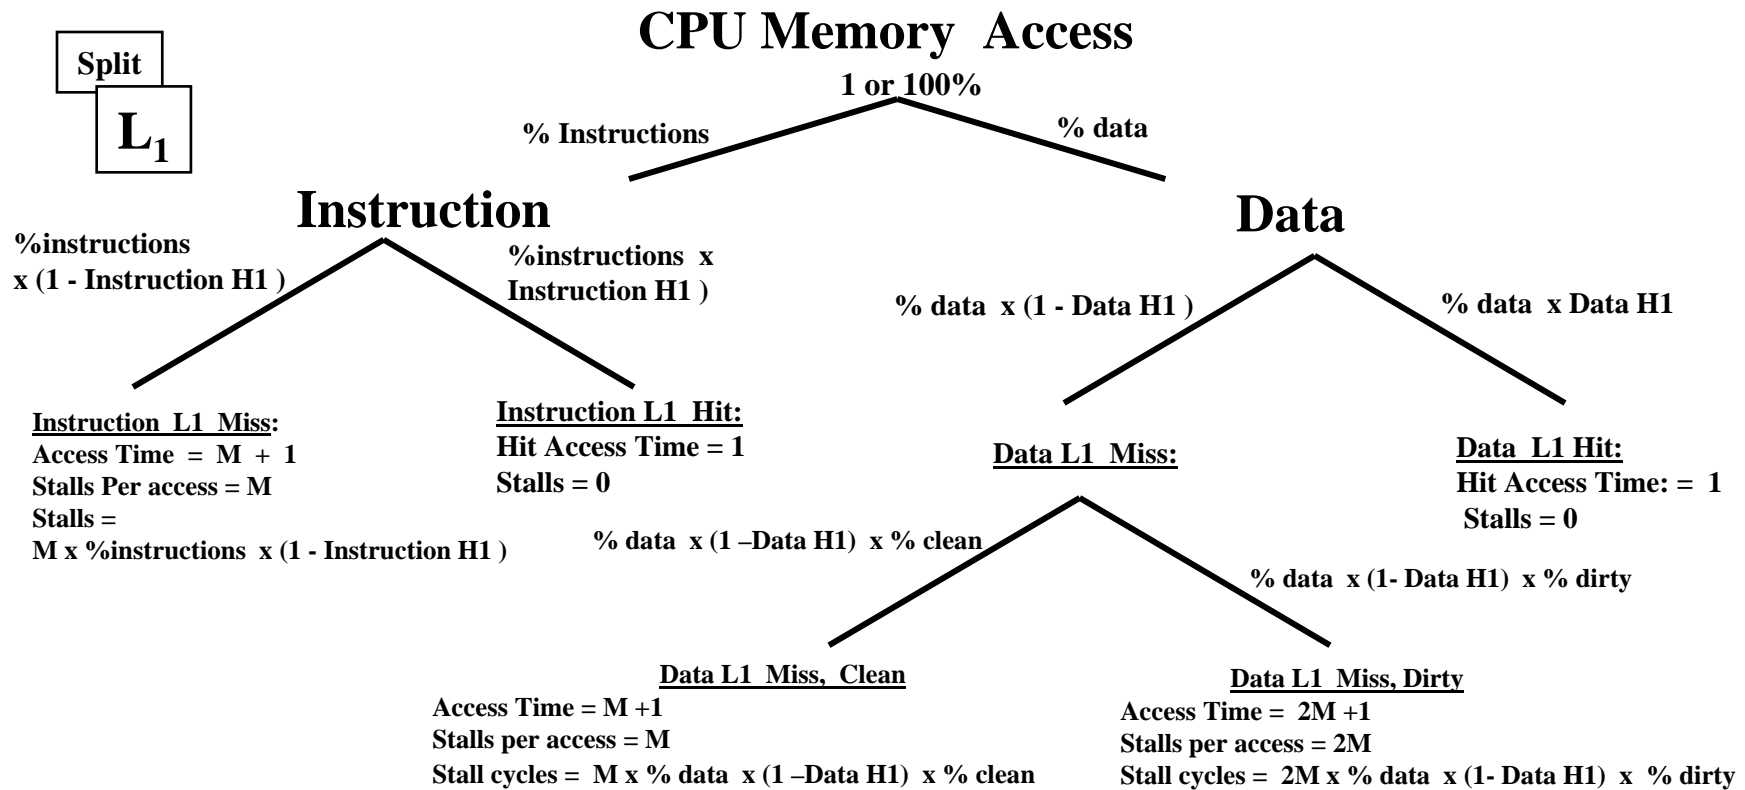 CPU Memory Access
Split
L1
1 or 100%
% Instructions
% data
Instruction
Data
%instructions
x (1 - Instruction H1 )
%instructions x
Instruction H1 )
% data x (1 - Data H1 )
% data x Data H1
Instruction L1 Miss:
Access Time = M + 1
Stalls Per access = M
Stalls =
M x %instructions x (1 - Instruction H1 )
Instruction L1 Hit:
Hit Access Time = 1
Stalls = 0
Data L1 Miss:
Data L1 Hit:
Hit Access Time: = 1
Stalls = 0
% data x (1 –Data H1) x % clean
% data x (1- Data H1) x % dirty
Data L1 Miss, Clean
Access Time = M +1
Stalls per access = M
Stall cycles = M x % data x (1 –Data H1) x % clean
Data L1 Miss, Dirty
Access Time = 2M +1
Stalls per access = 2M
Stall cycles = 2M x % data x (1- Data H1) x % dirty